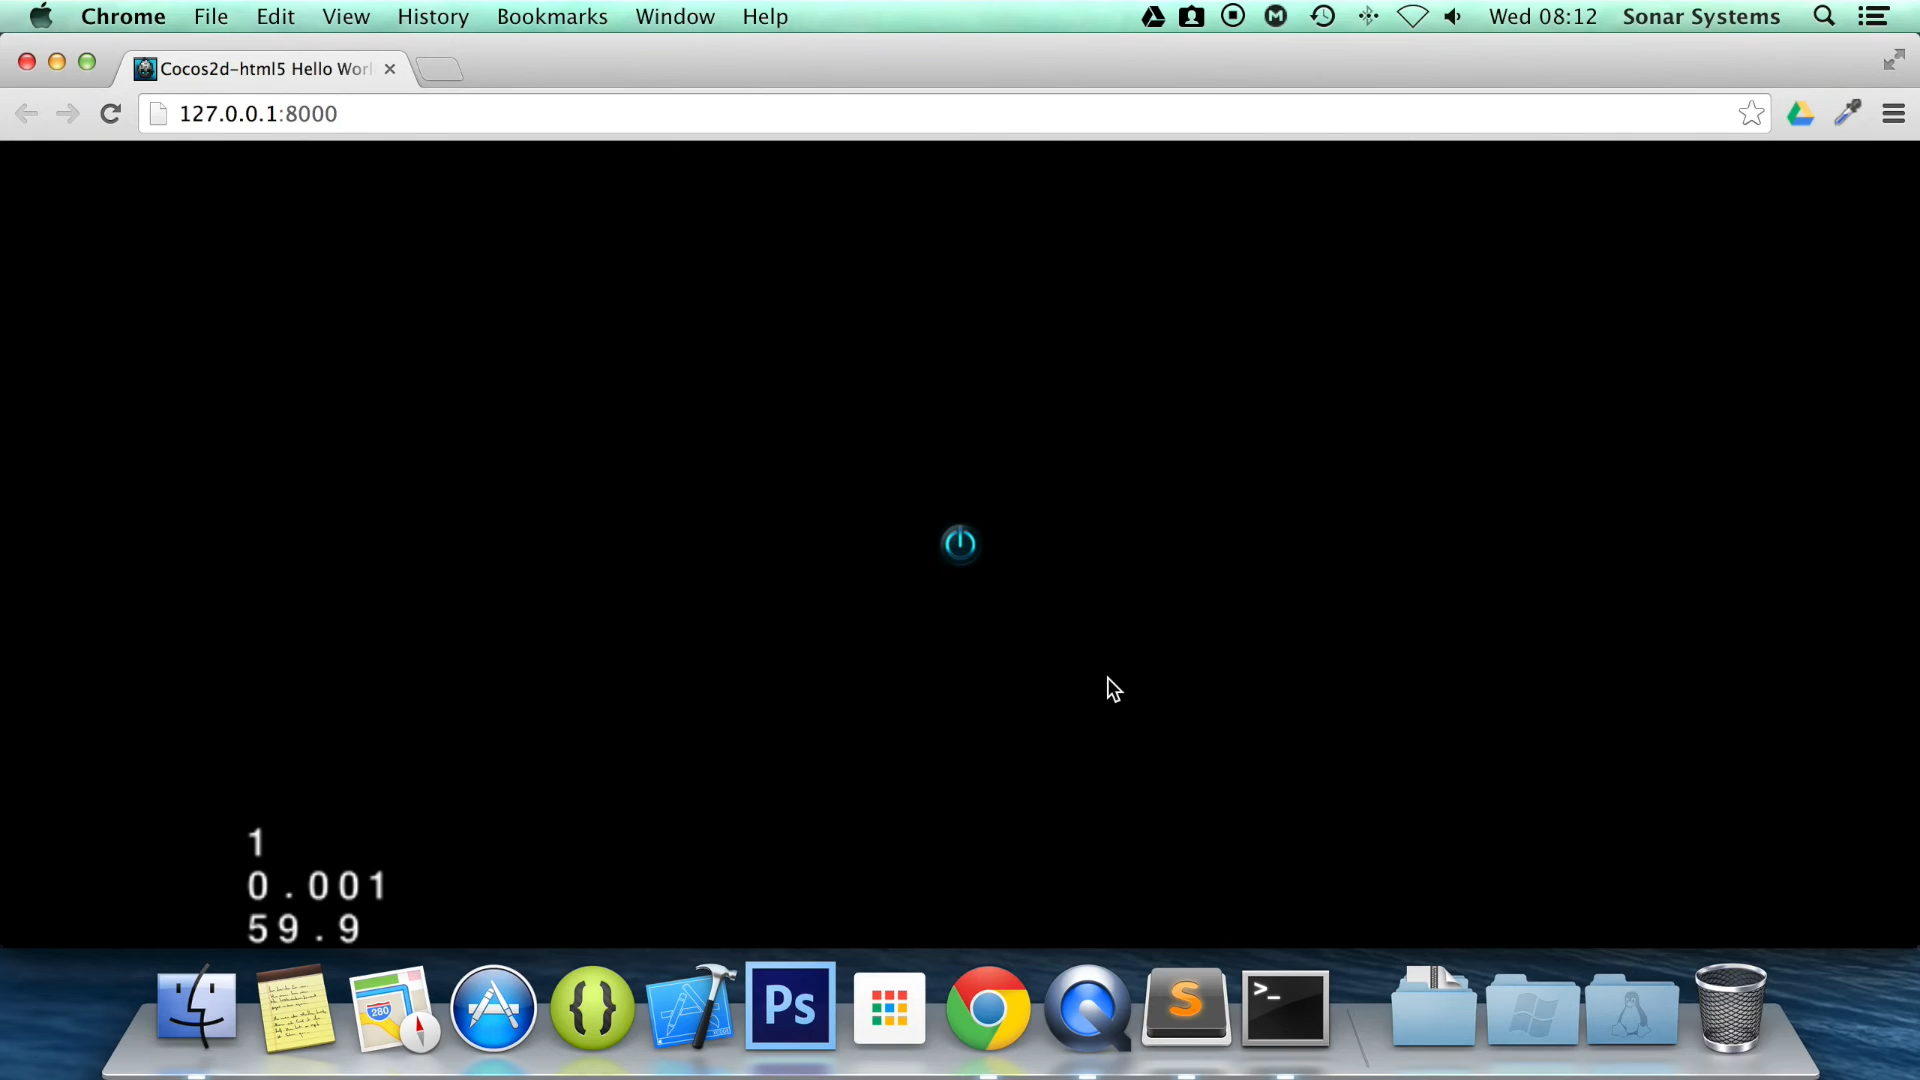 Chrome File Edit View History Bookmarks Window Help Wed 08:12 Sonar Systems
Cocos2d-html5 Hello Worl
127.0.0.1:8000
1
0.001
59.9
280
Ps
S
>_